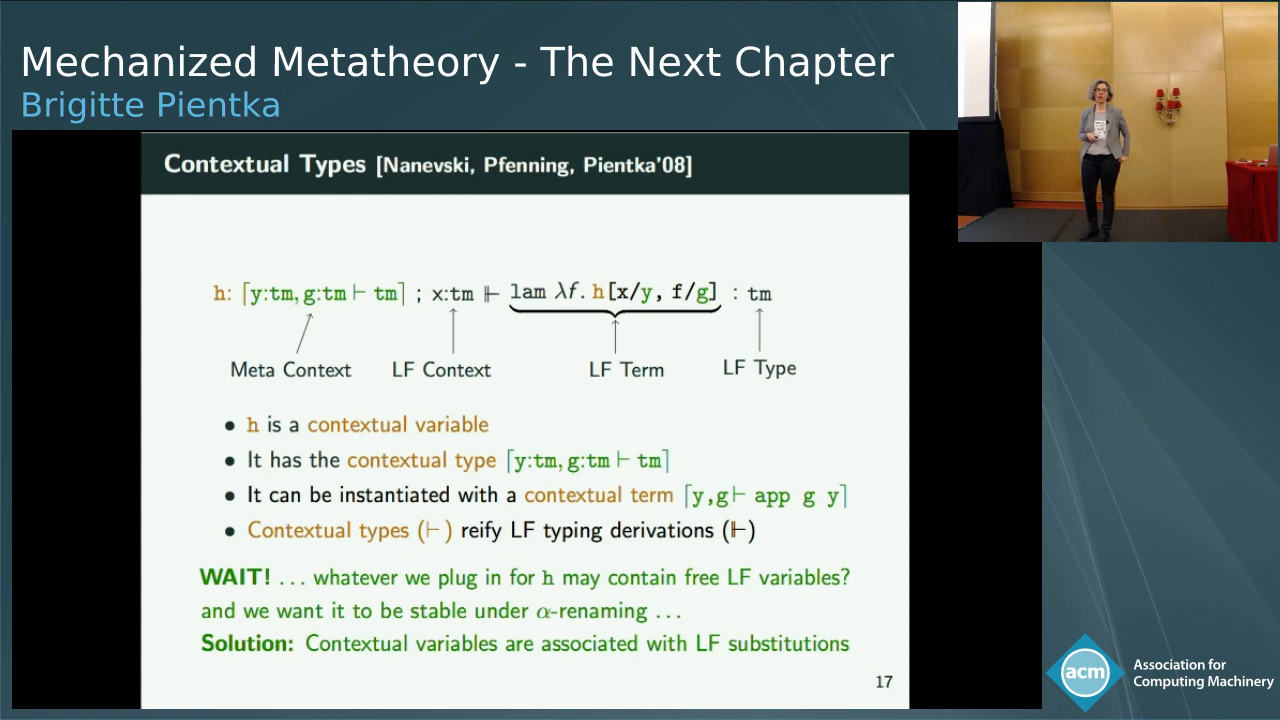 Mechanized Metatheory - The Next Chapter
Brigitte Pientka
Contextual Types [Nanevski, Pfenning, Pientka'08]
h: ⌈y:tm, g:tm ⊢ tm⌉ ; x:tm ⊩ lam λf. h[x/y, f/g] : tm
Meta Context LF Context LF Term LF Type
• h is a contextual variable
• It has the contextual type ⌈y:tm, g:tm ⊢ tm⌉
• It can be instantiated with a contextual term ⌈y,g ⊢ app g y⌉
• Contextual types (⊢) reify LF typing derivations (⊩)
WAIT! ... whatever we plug in for h may contain free LF variables?
and we want it to be stable under α-renaming ...
Solution: Contextual variables are associated with LF substitutions
17
acm
Association for
Computing Machinery